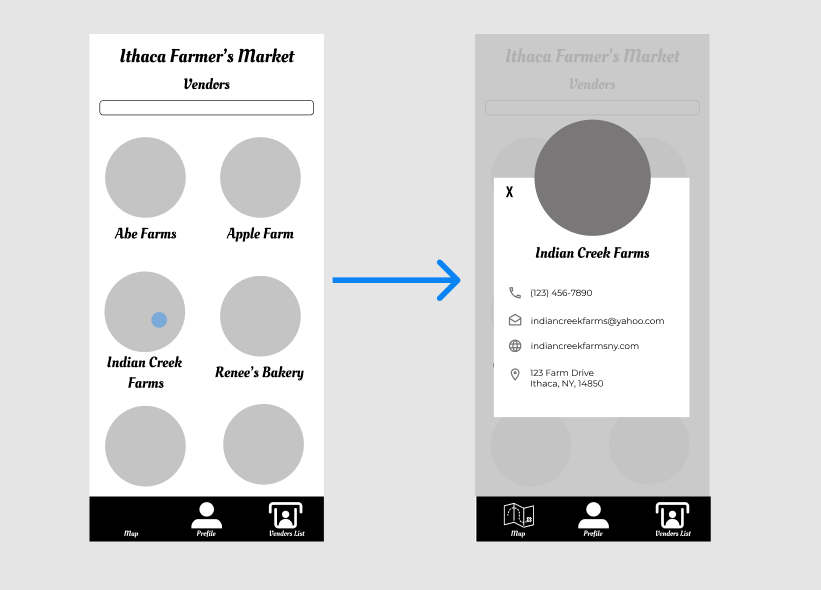 Ithaca Farmer's Market
Vendors
Abe Farms
Apple Farm
Indian Creek
Farms
Renee's Bakery
Map
Profile
Vendors List
Ithaca Farmer's Market
Vendors
X
Indian Creek Farms
(123) 456-7890
indiancreekfarms@yahoo.com
indiancreekfarmsny.com
123 Farm Drive
Ithaca, NY, 14850
Map
Profile
Vendors List